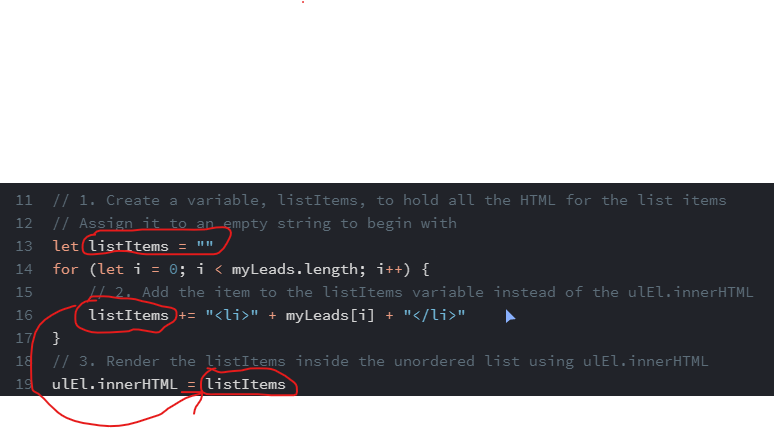 11 // 1. Create a variable, listItems, to hold all the HTML for the list items
12 // Assign it to an empty string to begin with
13 let listItems = ""
14 for (let i = 0; i < myLeads.length; i++) {
15 // 2. Add the item to the listItems variable instead of the ulEl.innerHTML
16 listItems += "<li>" + myLeads[i] + "</li>"
17 }
18 // 3. Render the listItems inside the unordered list using ulEl.innerHTML
19 ulEl.innerHTML = listItems